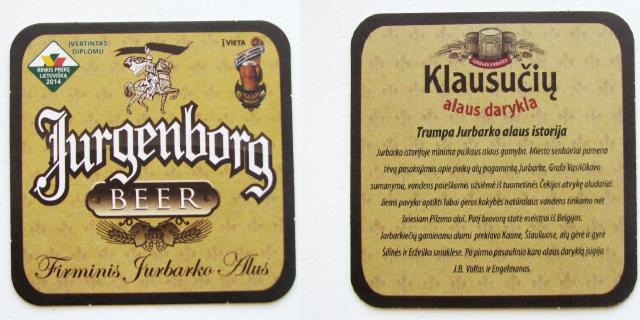 ĮVERTINTAS
DIPLOMU
RINKIS PREKĘ
LIETUVIŠKĄ
2014
I VIETA
Jurgenborg
BEER
Firminis Jurbarko Alus
Klausučių
alaus darykla
Trumpa Jurbarko alaus istorija
Jurbarko istorijoje minima puikaus alaus gamyba. Miesto senbūviai pamena
tėvų pasakojimus apie puikų alų pagamintą Jurbarke. Grafo Vasilčikovo
sumanymu, vandens paieškomis užsiėmė iš tuometinės Čekijos atvykę aludariai.
Jiems pavyko aptikti labai geros kokybės natūralaus vandens tinkamo net
šviesiam Pilzeno alui. Patį bravorą statė meistrai iš Belgijos.
Jurbarkiečių gaminamu alumi prekiavo Kaune, Šiauliuose, alų gėrė ir gyrė
Šilinės ir Eržvilko smuklėse. Po pirmo pasaulinio karo alaus daryklą įsigijo
J.B. Volfas ir Engelmanas.